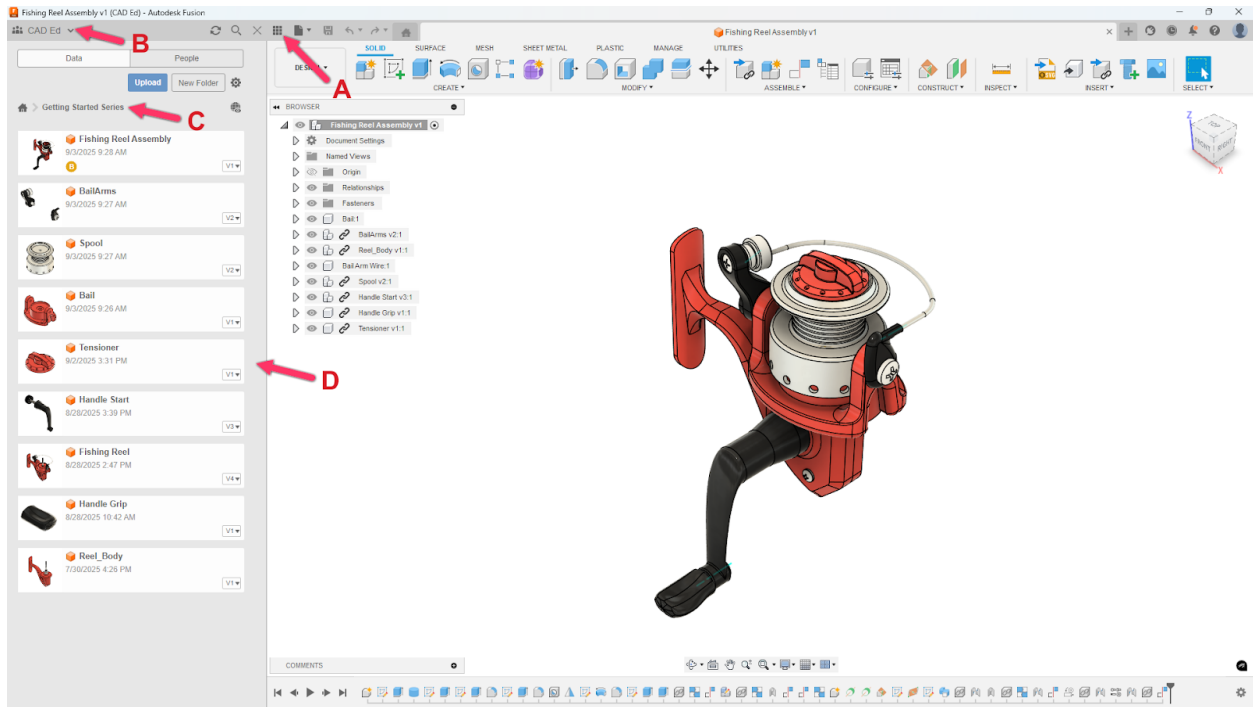 Fishing Reel Assembly v1 (CAD Ed) - Autodesk Fusion
CAD Ed
B
Fishing Reel Assembly v1
Data
People
SOLID
SURFACE
MESH
SHEET METAL
PLASTIC
MANAGE
UTILITIES
Upload
New Folder
A
CREATE
MODIFY
ASSEMBLE
CONFIGURE
CONSTRUCT
INSPECT
INSERT
SELECT
Getting Started Series
C
BROWSER
Fishing Reel Assembly v1
Document Settings
Named Views
Origin
Relationships
Fasteners
Bail:1
BailArms v2:1
Reel_Body v1:1
Bail Arm Wire:1
Spool v2:1
Handle Start v3:1
Handle Grip v1:1
Tensioner v1:1
Z
FRONT
RIGHT
X
Fishing Reel Assembly
9/3/2025 9:28 AM
B
V1
BailArms
9/3/2025 9:27 AM
V2
Spool
9/3/2025 9:27 AM
V2
Bail
9/3/2025 9:26 AM
V1
Tensioner
9/2/2025 3:31 PM
V1
D
Handle Start
8/28/2025 3:39 PM
V3
Fishing Reel
8/28/2025 2:47 PM
V4
Handle Grip
8/28/2025 10:42 AM
V1
Reel_Body
7/30/2025 4:26 PM
V1
COMMENTS